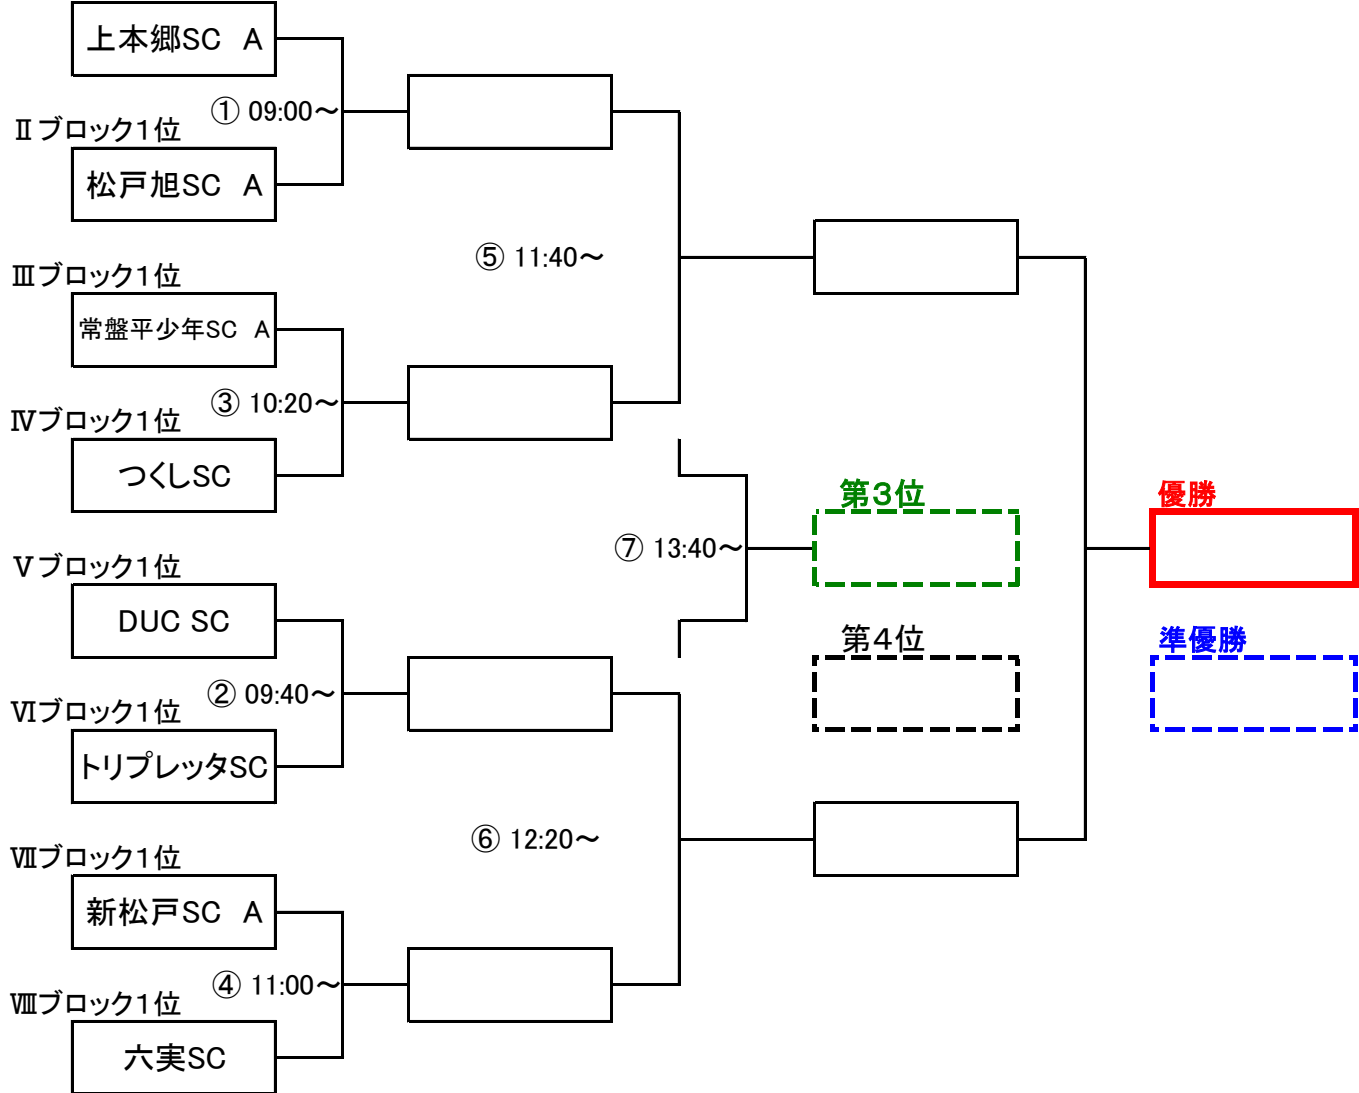 上本郷SC A
① 09:00～
Ⅱブロック1位
松戸旭SC A
⑤ 11:40～
Ⅲブロック1位
常盤平少年SC A
③ 10:20～
Ⅳブロック1位
つくしSC
第3位
優勝
⑦ 13:40～
Ⅴブロック1位
DUC SC
第4位
準優勝
② 09:40～
Ⅵブロック1位
トリプレッタSC
⑥ 12:20～
Ⅶブロック1位
新松戸SC A
④ 11:00～
Ⅷブロック1位
六実SC